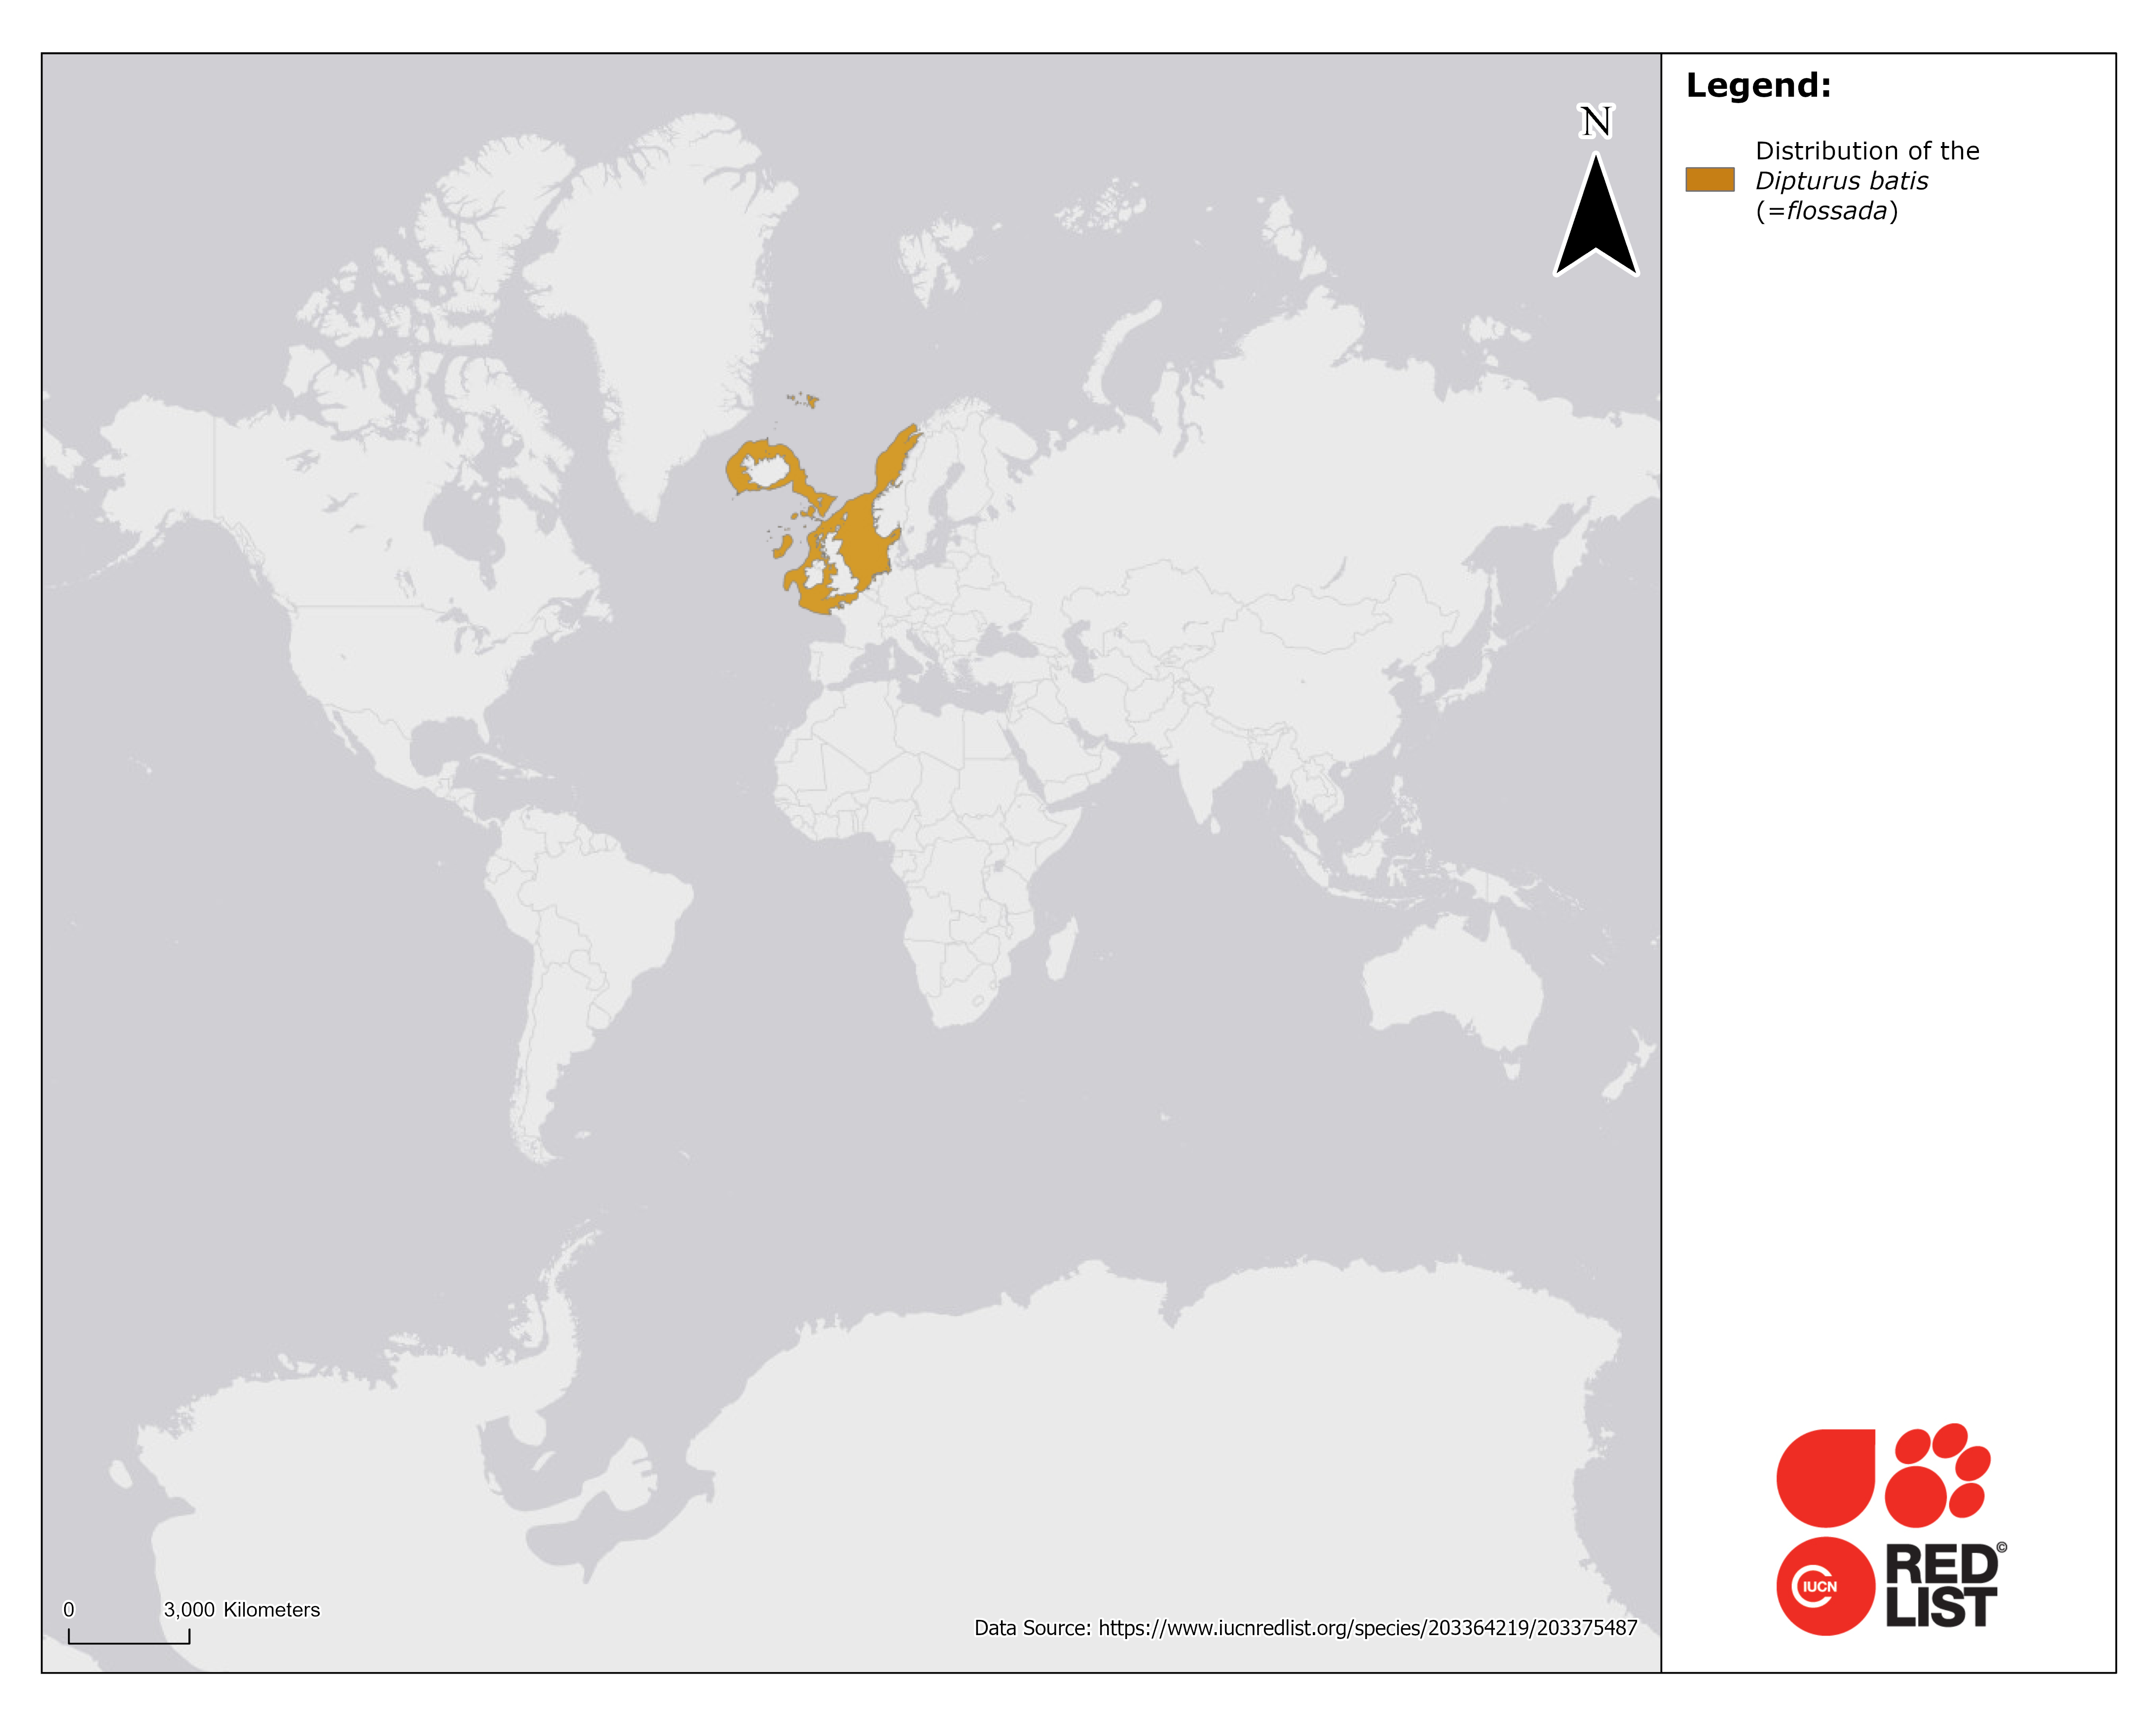 Legend:
N
Distribution of the
Dipturus batis
(=flossada)
0 3,000 Kilometers
Data Source: https://www.iucnredlist.org/species/203364219/203375487
IUCN
RED©
LIST